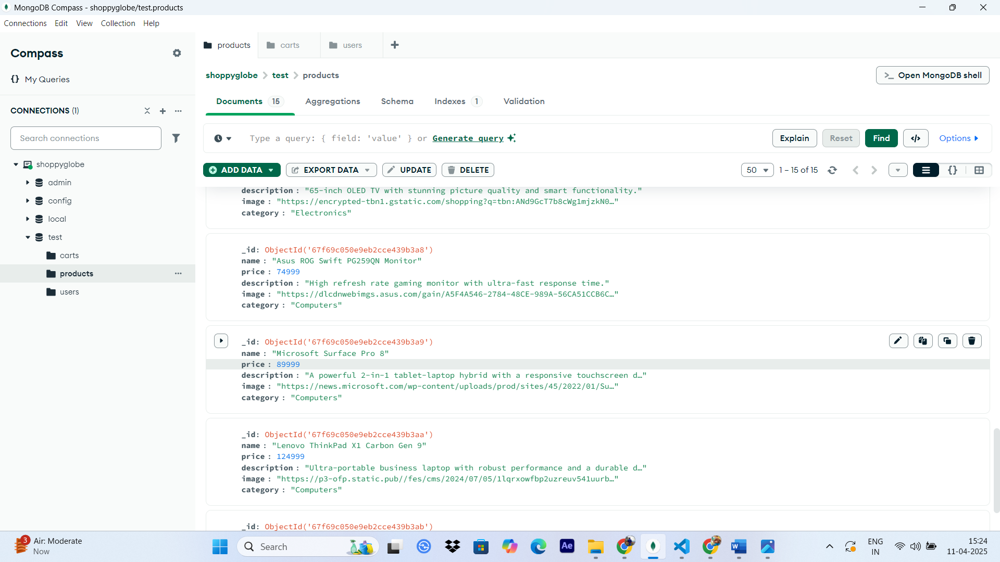 MongoDB Compass - shoppyglobe/test.products
Connections Edit View Collection Help
Compass
{} My Queries
CONNECTIONS (1)
Search connections
shoppyglobe
admin
config
local
test
carts
products
users
products carts users
shoppyglobe test products
>_ Open MongoDB shell
Documents 15 Aggregations Schema Indexes 1 Validation
Type a query: { field: 'value' } or Generate query
Explain Reset Find </> Options
ADD DATA EXPORT DATA UPDATE DELETE
50 1 – 15 of 15 {}
description : "65-inch OLED TV with stunning picture quality and smart functionality."
image : "https://encrypted-tbn1.gstatic.com/shopping?q=tbn:ANd9GcT7b8cWg1mjzkN0…"
category : "Electronics"
_id: ObjectId('67f69c050e9eb2cce439b3a8')
name : "Asus ROG Swift PG259QN Monitor"
price : 74999
description : "High refresh rate gaming monitor with ultra-fast response time."
image : "https://dlcdnwebimgs.asus.com/gain/A5F4A546-2784-48CE-989A-56CA51CCB6C…"
category : "Computers"
_id: ObjectId('67f69c050e9eb2cce439b3a9')
name : "Microsoft Surface Pro 8"
price : 89999
description : "A powerful 2-in-1 tablet-laptop hybrid with a responsive touchscreen d…"
image : "https://news.microsoft.com/wp-content/uploads/prod/sites/45/2022/01/Su…"
category : "Computers"
_id: ObjectId('67f69c050e9eb2cce439b3aa')
name : "Lenovo ThinkPad X1 Carbon Gen 9"
price : 124999
description : "Ultra-portable business laptop with robust performance and a durable d…"
image : "https://p3-ofp.static.pub//fes/cms/2024/07/05/1lqrxowfbp2uzreuv541uurb…"
category : "Computers"
_id: ObjectId('67f69c050e9eb2cce439b3ab')
3 Air: Moderate
Now
Search
Ae
W
ENG
IN
15:24
11-04-2025